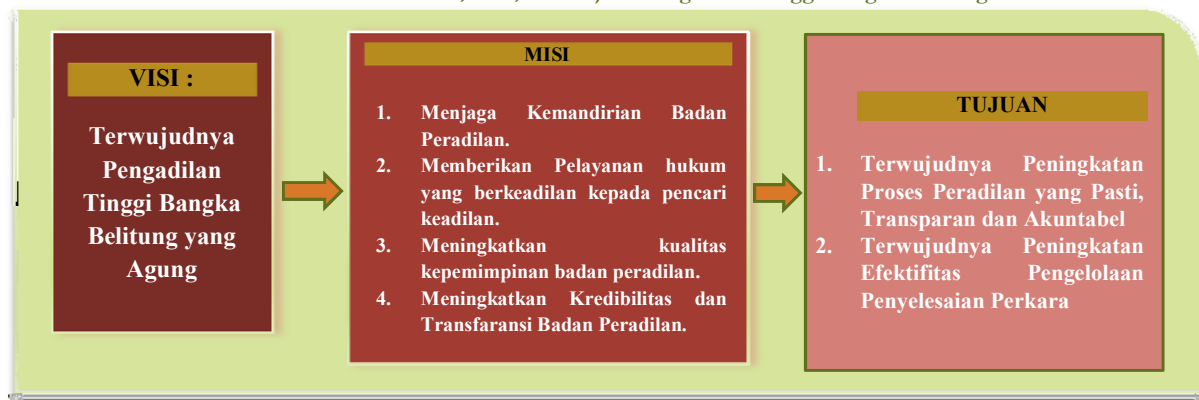 VISI :
Terwujudnya
Pengadilan
Tinggi Bangka
Belitung yang
Agung
MISI
1. Menjaga Kemandirian Badan
Peradilan.
2. Memberikan Pelayanan hukum
yang berkeadilan kepada pencari
keadilan.
3. Meningkatkan kualitas
kepemimpinan badan peradilan.
4. Meningkatkan Kredibilitas dan
Transfaransi Badan Peradilan.
TUJUAN
1. Terwujudnya Peningkatan
Proses Peradilan yang Pasti,
Transparan dan Akuntabel
2. Terwujudnya Peningkatan
Efektifitas Pengelolaan
Penyelesaian Perkara